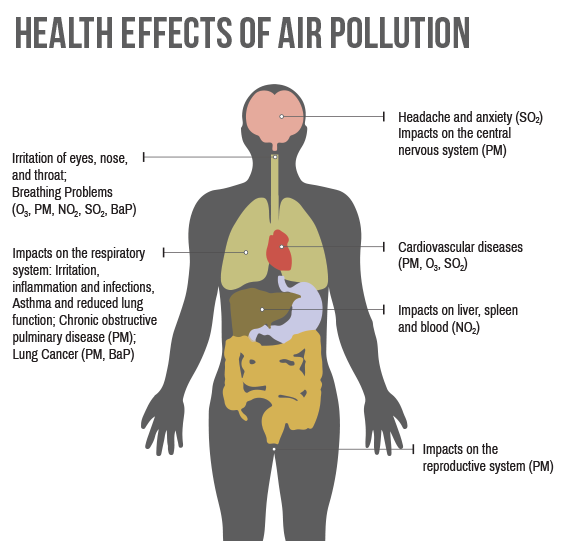 HEALTH EFFECTS OF AIR POLLUTION
Headache and anxiety (SO₂)
Impacts on the central
nervous system (PM)
Irritation of eyes, nose,
and throat;
Breathing Problems
(O₃, PM, NO₂, SO₂, BaP)
Impacts on the respiratory
system: Irritation,
inflammation and infections,
Asthma and reduced lung
function; Chronic obstructive
pulminary disease (PM);
Lung Cancer (PM, BaP)
Cardiovascular diseases
(PM, O₃, SO₂)
Impacts on liver, spleen
and blood (NO₂)
Impacts on the
reproductive system (PM)